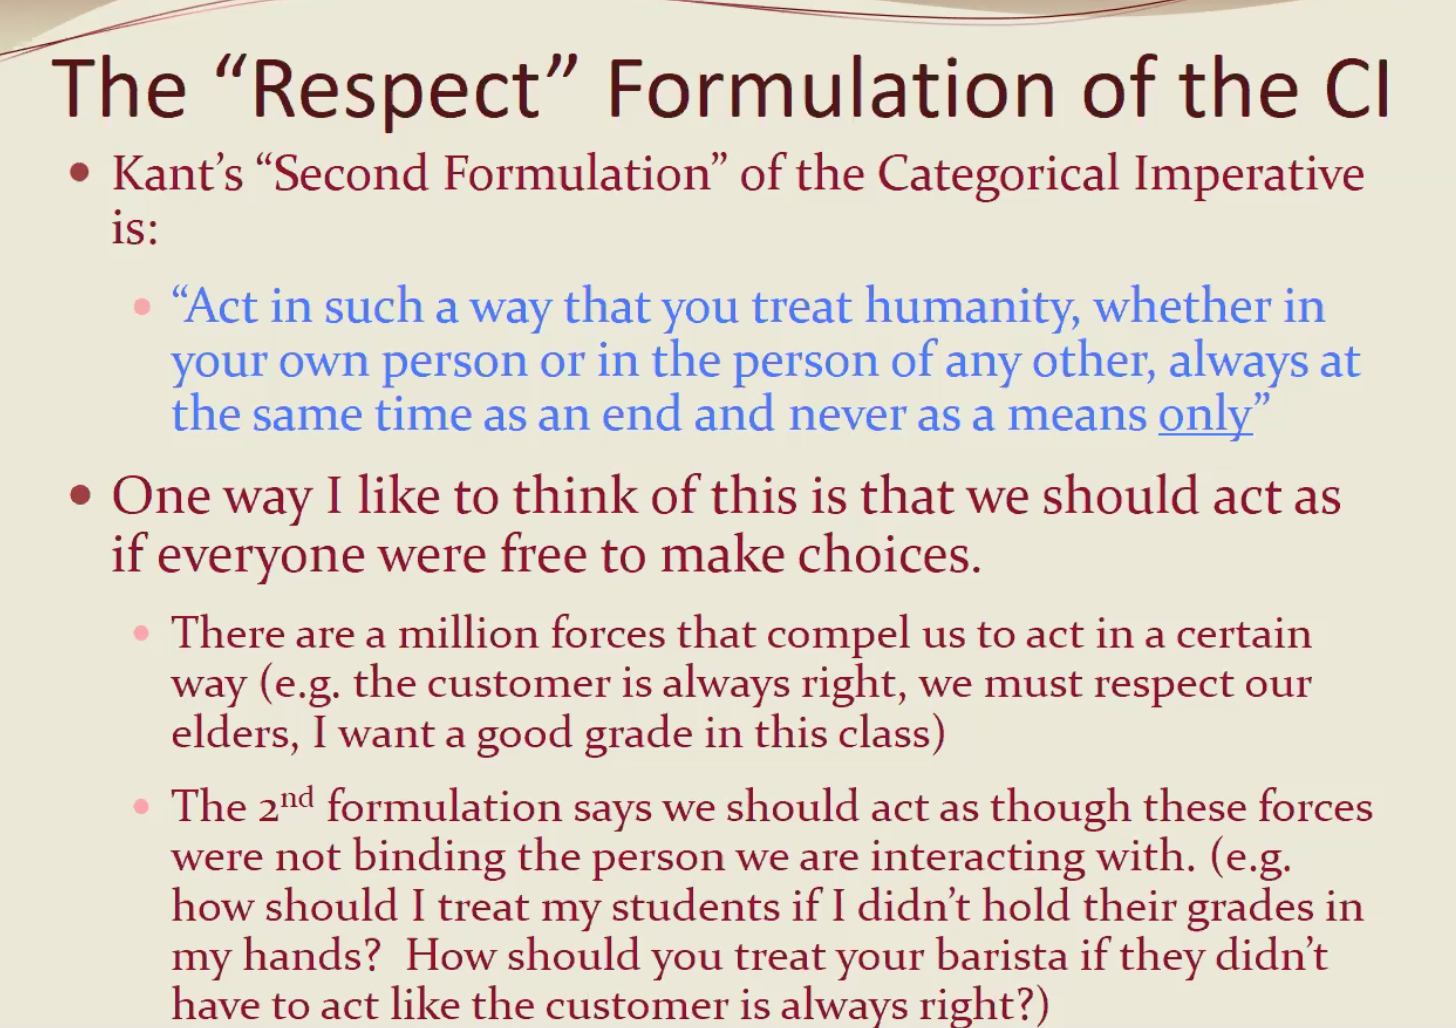 The “Respect” Formulation of the CI
• Kant’s “Second Formulation” of the Categorical Imperative
is:
• “Act in such a way that you treat humanity, whether in
your own person or in the person of any other, always at
the same time as an end and never as a means only”
• One way I like to think of this is that we should act as
if everyone were free to make choices.
• There are a million forces that compel us to act in a certain
way (e.g. the customer is always right, we must respect our
elders, I want a good grade in this class)
• The 2nd formulation says we should act as though these forces
were not binding the person we are interacting with. (e.g.
how should I treat my students if I didn’t hold their grades in
my hands?  How should you treat your barista if they didn’t
have to act like the customer is always right?)